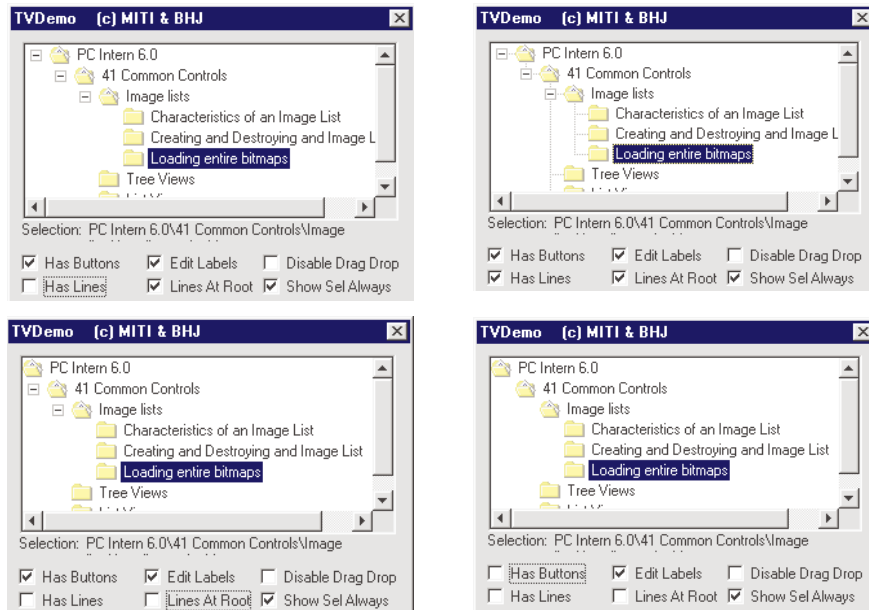 TVDemo (c) MITI & BHJ
PC Intern 6.0
41 Common Controls
Image lists
Characteristics of an Image List
Creating and Destroying and Image L
Loading entire bitmaps
Tree Views
Selection: PC Intern 6.0\41 Common Controls\Image
Has Buttons Edit Labels Disable Drag Drop
Has Lines Lines At Root Show Sel Always
TVDemo (c) MITI & BHJ
PC Intern 6.0
41 Common Controls
Image lists
Characteristics of an Image List
Creating and Destroying and Image L
Loading entire bitmaps
Tree Views
Selection: PC Intern 6.0\41 Common Controls\Image
Has Buttons Edit Labels Disable Drag Drop
Has Lines Lines At Root Show Sel Always
TVDemo (c) MITI & BHJ
PC Intern 6.0
41 Common Controls
Image lists
Characteristics of an Image List
Creating and Destroying and Image List
Loading entire bitmaps
Tree Views
Selection: PC Intern 6.0\41 Common Controls\Image
Has Buttons Edit Labels Disable Drag Drop
Has Lines Lines At Root Show Sel Always
TVDemo (c) MITI & BHJ
PC Intern 6.0
41 Common Controls
Image lists
Characteristics of an Image List
Creating and Destroying and Image List
Loading entire bitmaps
Tree Views
Selection: PC Intern 6.0\41 Common Controls\Image
Has Buttons Edit Labels Disable Drag Drop
Has Lines Lines At Root Show Sel Always